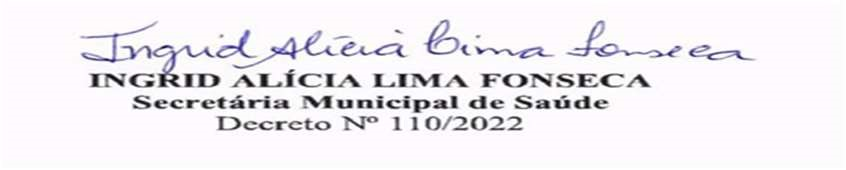 Ingrid Alícia Lima Fonseca
INGRID ALÍCIA LIMA FONSECA
Secretária Municipal de Saúde
Decreto Nº 110/2022